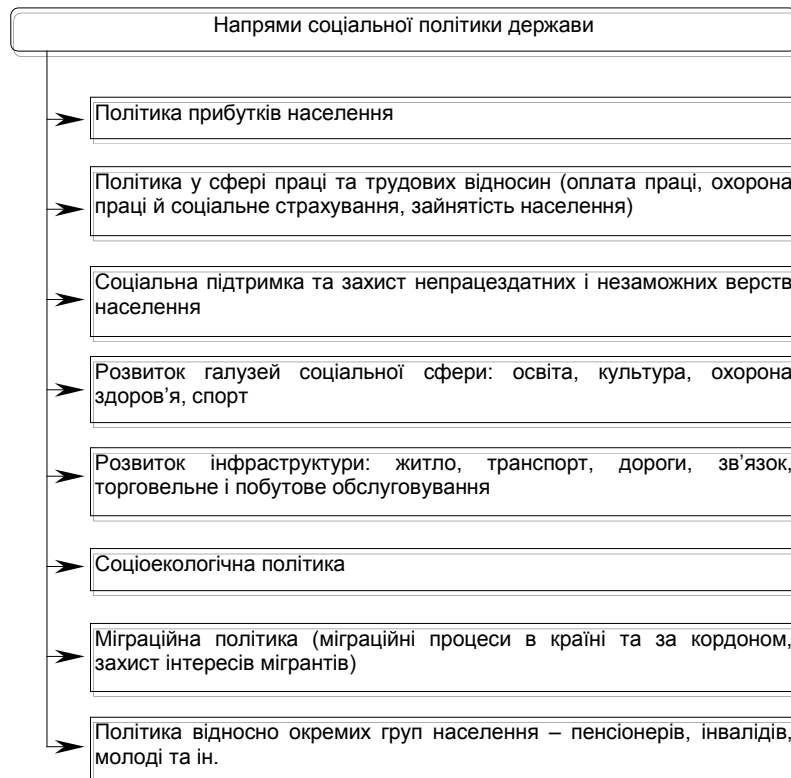 Напрями соціальної політики держави
Політика прибутків населення
Політика у сфері праці та трудових відносин (оплата праці, охорона
праці й соціальне страхування, зайнятість населення)
Соціальна підтримка та захист непрацездатних і незаможних верств
населення
Розвиток галузей соціальної сфери: освіта, культура, охорона
здоров’я, спорт
Розвиток інфраструктури: житло, транспорт, дороги, зв’язок,
торговельне і побутове обслуговування
Соціоекологічна політика
Міграційна політика (міграційні процеси в країні та за кордоном,
захист інтересів мігрантів)
Політика відносно окремих груп населення – пенсіонерів, інвалідів,
молоді та ін.